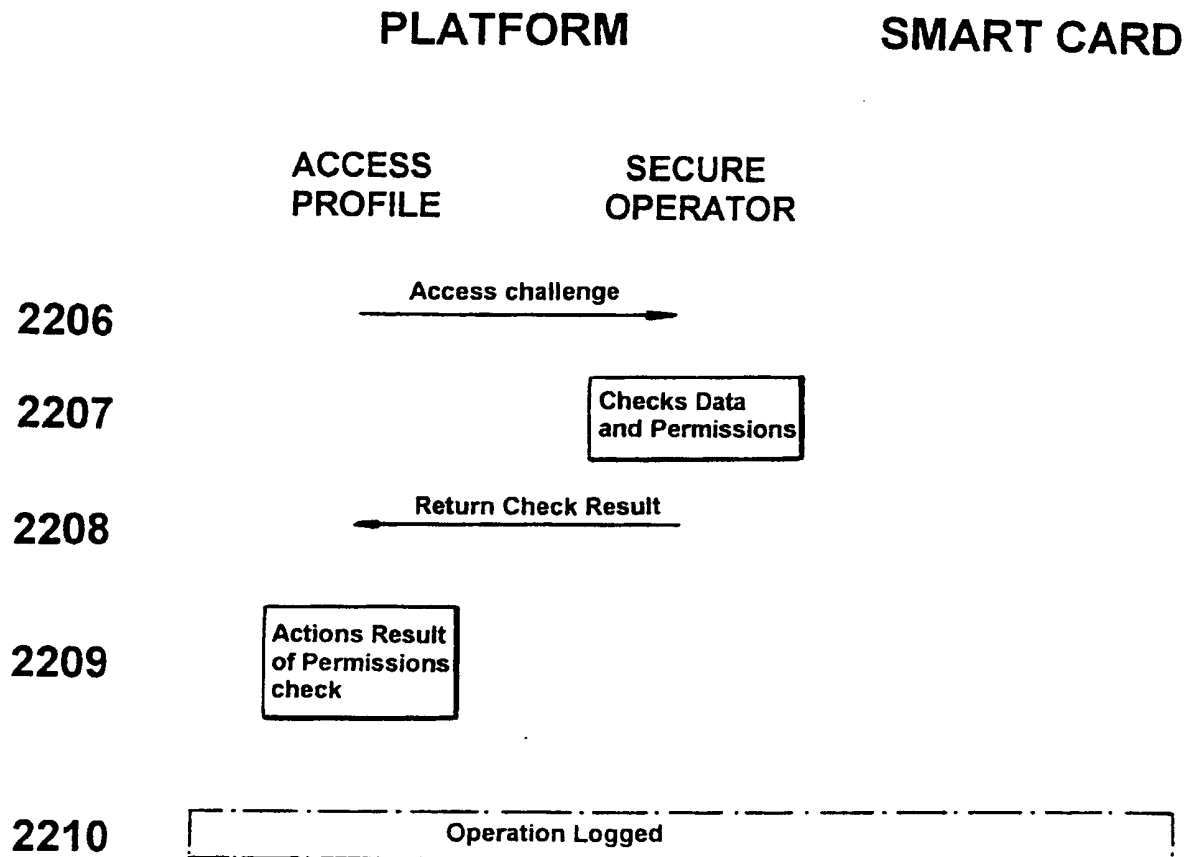 PLATFORM SMART CARD
ACCESS PROFILE
SECURE OPERATOR
2206 Access challenge
2207 Checks Data
and Permissions
2208 Return Check Result
2209 Actions Result
of Permissions
check
2210 Operation Logged